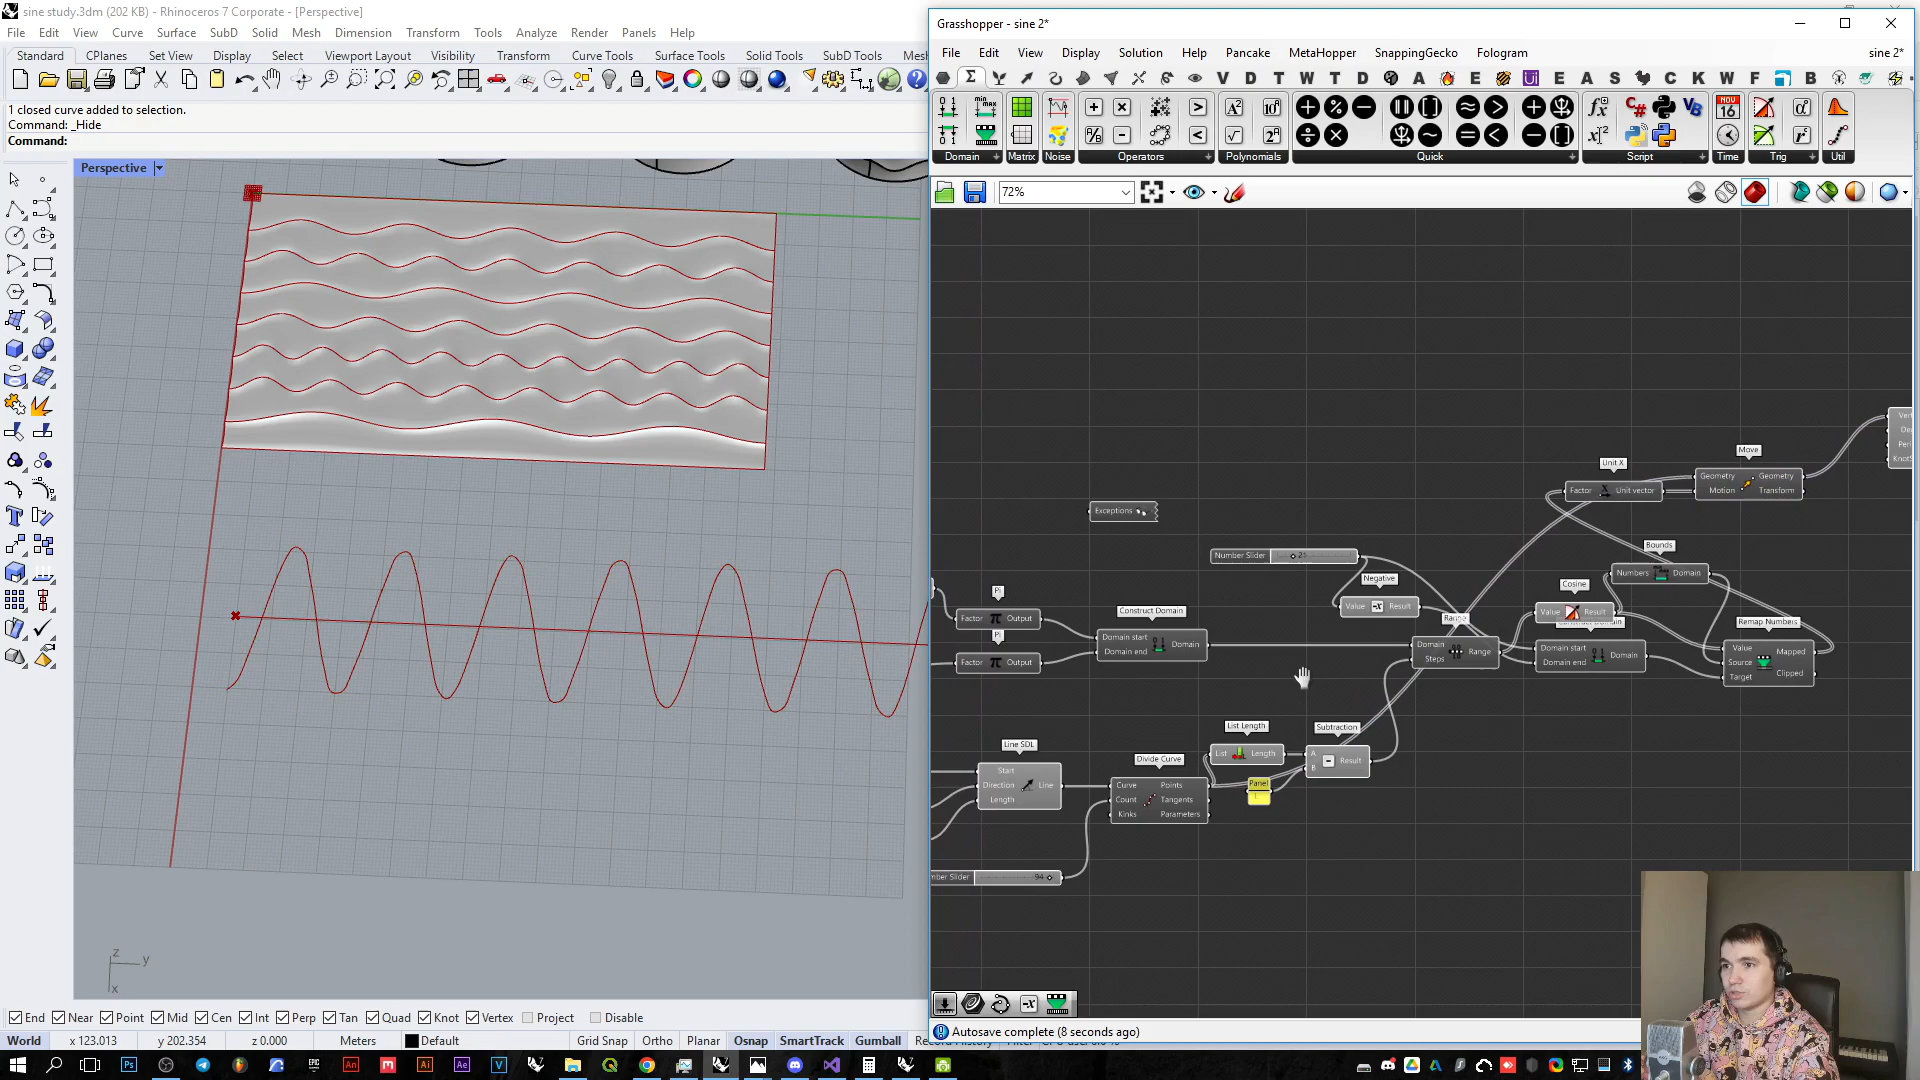 sine study.3dm (202 KB) - Rhinoceros 7 Corporate - [Perspective]
File Edit View Curve Surface SubD Solid Mesh Dimension Transform Tools Analyze Render Panels Help
Standard CPlanes Set View Display Select Viewport Layout Visibility Transform Curve Tools Surface Tools Solid Tools SubD Tools Mesh
1 closed curve added to selection.
Command: _Hide
Command:
Perspective
z
y
x
End Near Point Mid Cen Int Perp Tan Quad Knot Vertex Project Disable
World x 123.013 y 202.354 z 0.000 Meters Default Grid Snap Ortho Planar Osnap SmartTrack Gumball
Grasshopper - sine 2*
File Edit View Display Solution Help Pancake MetaHopper SnappingGecko Fologram sine 2*
Domain Matrix Noise Operators Polynomials Quick Script Time Trig Util
72%
Exceptions
Number Slider 21
Negative
Value Result
Pi
Factor Output
Pi
Factor Output
Construct Domain
Domain start
Domain end
Domain
Range
Domain
Steps
Range
Unit X
Factor Unit vector
Move
Geometry Geometry
Motion Transform
Bounds
Numbers Domain
Cosine
Value Result
Domain start
Domain end
Domain
Remap Numbers
Value Mapped
Source
Target Clipped
List Length
List Length
Subtraction
A
B
Result
Panel
Line SDL
Start
Direction Line
Length
Divide Curve
Curve Points
Count Tangents
Kinks Parameters
94
Autosave complete (8 seconds ago)